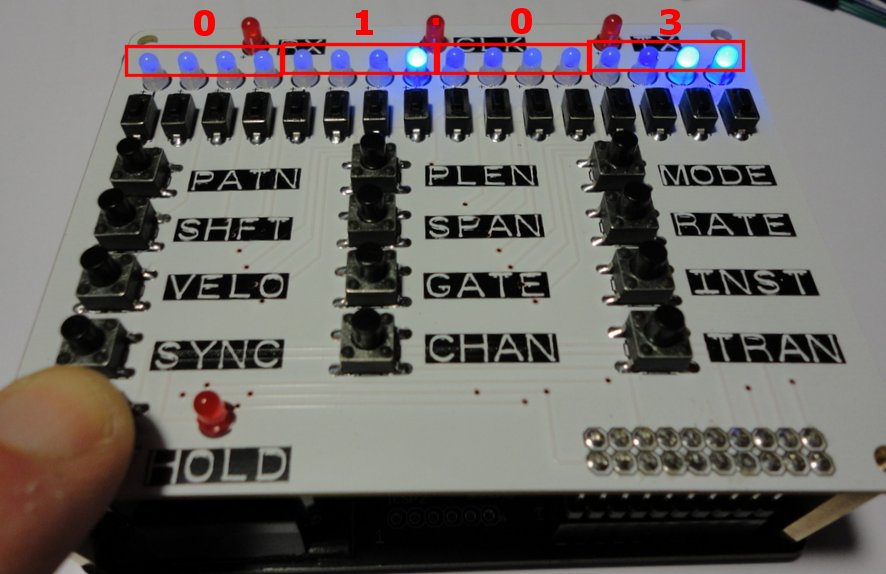 0 1 0 3
RX CLK TX
PATN PLEN MODE
SHFT SPAN RATE
VELO GATE INST
SYNC CHAN TRAN
HOLD
1